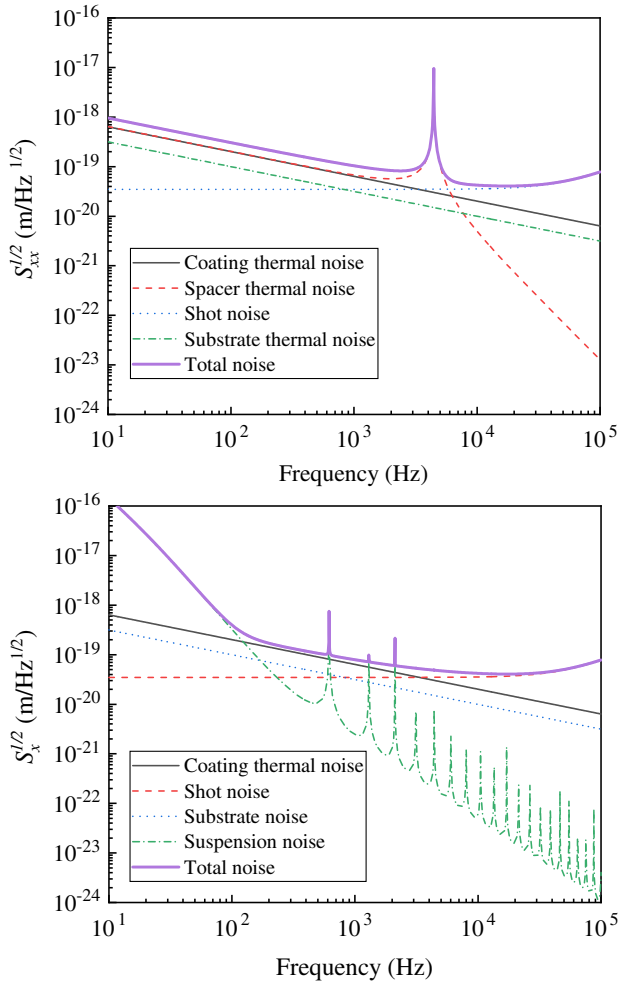 10^-16
10^-17
10^-18
10^-19
10^-20
10^-21
10^-22
10^-23
10^-24
S_xx^1/2 (m/Hz^1/2)
Coating thermal noise
Spacer thermal noise
Shot noise
Substrate thermal noise
Total noise
10^1 10^2 10^3 10^4 10^5
Frequency (Hz)
10^-16
10^-17
10^-18
10^-19
10^-20
10^-21
10^-22
10^-23
10^-24
S_x^1/2 (m/Hz^1/2)
Coating thermal noise
Shot noise
Substrate noise
Suspension noise
Total noise
10^1 10^2 10^3 10^4 10^5
Frequency (Hz)